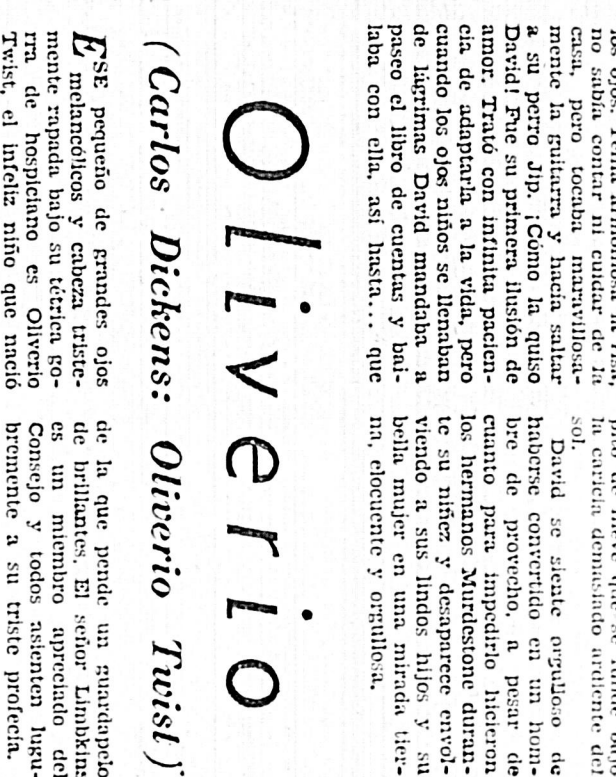 no sabía contar ni cuidar de la
casa, pero tocaba maravillosa-
mente la guitarra y hacía saltar
a su perro Jip. ¡Cómo la quiso
David! Fue su primera ilusión de
amor. Trató con infinita pacien-
cia de adaptarla a la vida, pero
cuando los ojos niños se llenaban
de lágrimas David mandaba a
paseo el libro de cuentas y bai-
laba con ella, así hasta... que
la caricia demasiado ardiente del
sol.
David se siente orgulloso de
haberse convertido en un hom-
bre de provecho, a pesar de
cuanto para impedirlo hicieron
los hermanos Murdestone duran-
te su niñez y desaparece envol-
viendo a sus lindos hijos y su
bella mujer en una mirada tier-
na, elocuente y orgullosa.
Oliverio
(Carlos Dickens: Oliverio Twist)
ESE pequeño de grandes ojos
melancólicos y cabeza triste-
mente rapada bajo su tétrica go-
rra de hospiciano es Oliverio
Twist, el infeliz niño que nació
de la que pende un guardapelo
de brillantes. El señor Limbkins
es un miembro apreciado del
Consejo y todos asienten lúgu-
bremente a su triste profecía.